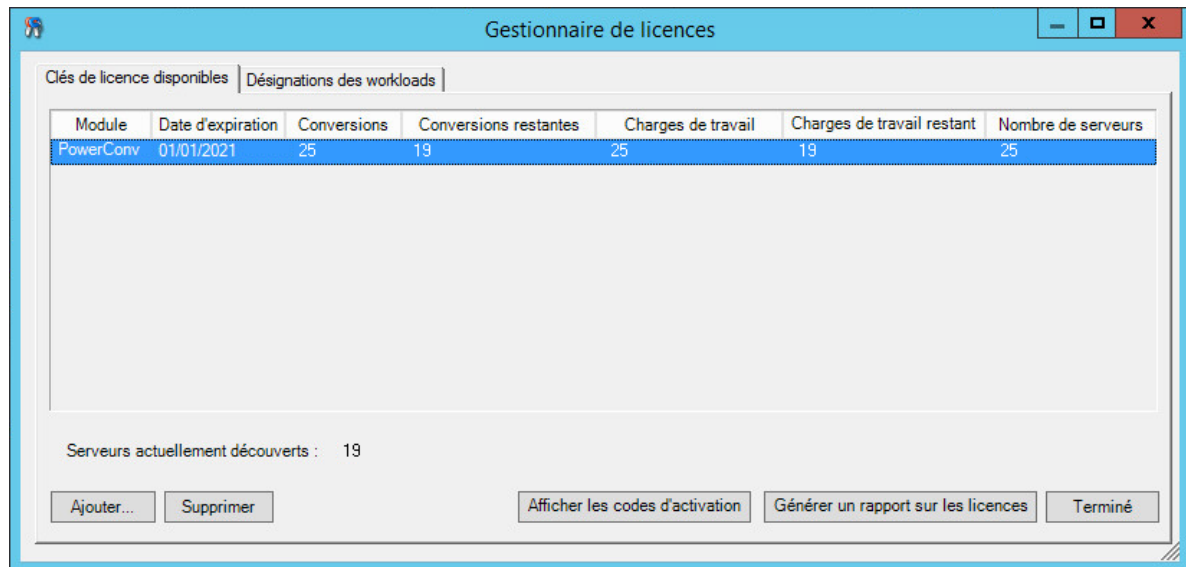 Gestionnaire de licences
Clés de licence disponibles Désignations des workloads
Module Date d'expiration Conversions Conversions restantes Charges de travail Charges de travail restant Nombre de serveurs
PowerConv 01/01/2021 25 19 25 19 25
Serveurs actuellement découverts : 19
Ajouter... Supprimer Afficher les codes d'activation Générer un rapport sur les licences Terminé